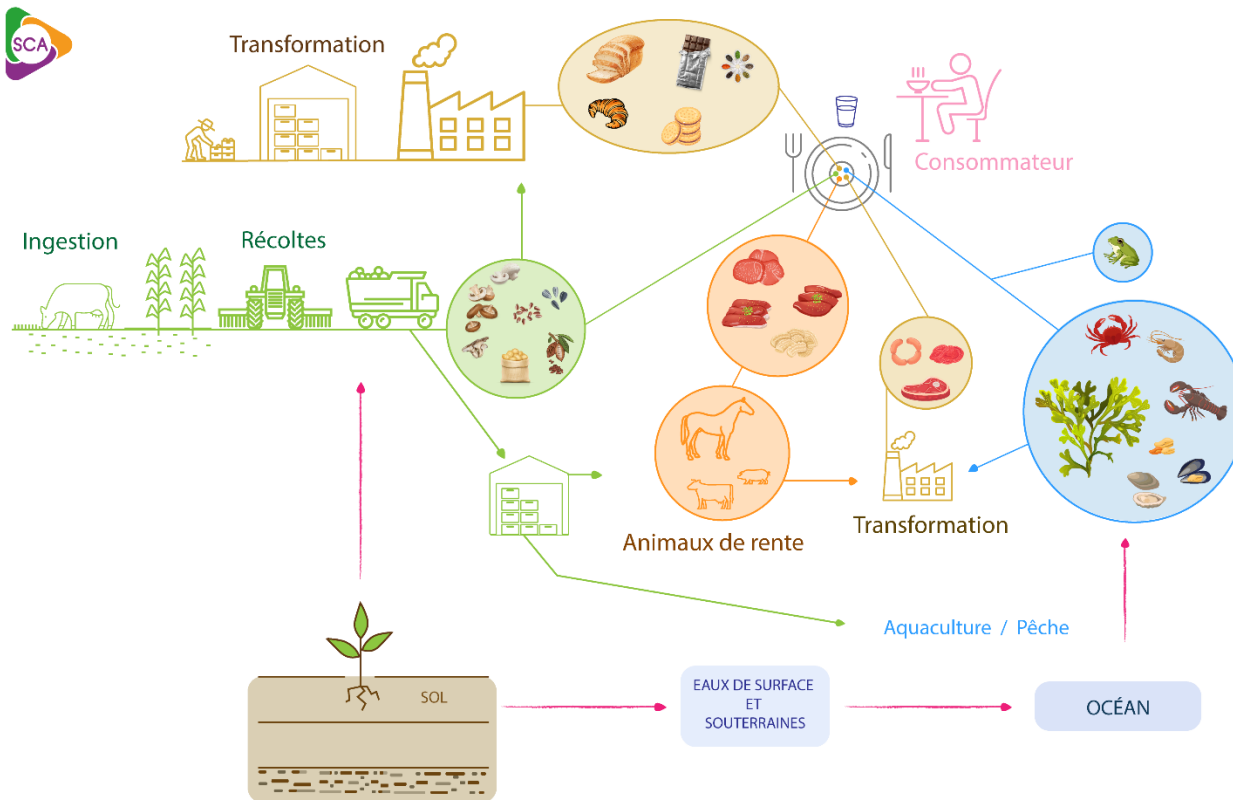 SCA
Transformation
Consommateur
Ingestion
Récoltes
Animaux de rente
Transformation
Aquaculture / Pêche
SOL
EAUX DE SURFACE
ET
SOUTERRAINES
OCÉAN